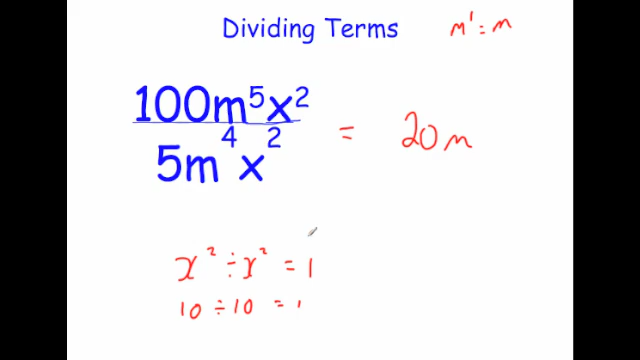 Dividing Terms m¹ = m
100m⁵x²
= 20m
5m⁴x²
x² ÷ x² = 1
10 ÷ 10 = 1